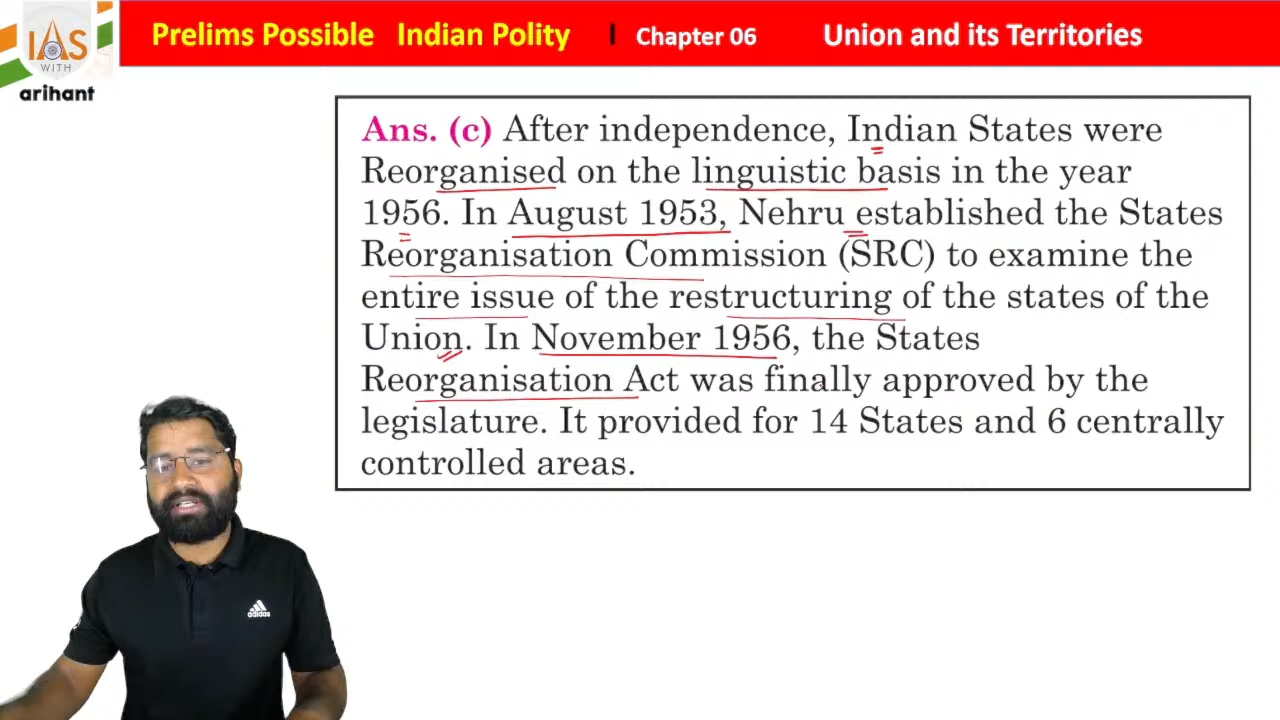 IAS
WITH
arihant
Prelims Possible Indian Polity | Chapter 06 Union and its Territories
Ans. (c) After independence, Indian States were
Reorganised on the linguistic basis in the year
1956. In August 1953, Nehru established the States
Reorganisation Commission (SRC) to examine the
entire issue of the restructuring of the states of the
Union. In November 1956, the States
Reorganisation Act was finally approved by the
legislature. It provided for 14 States and 6 centrally
controlled areas.
adidas